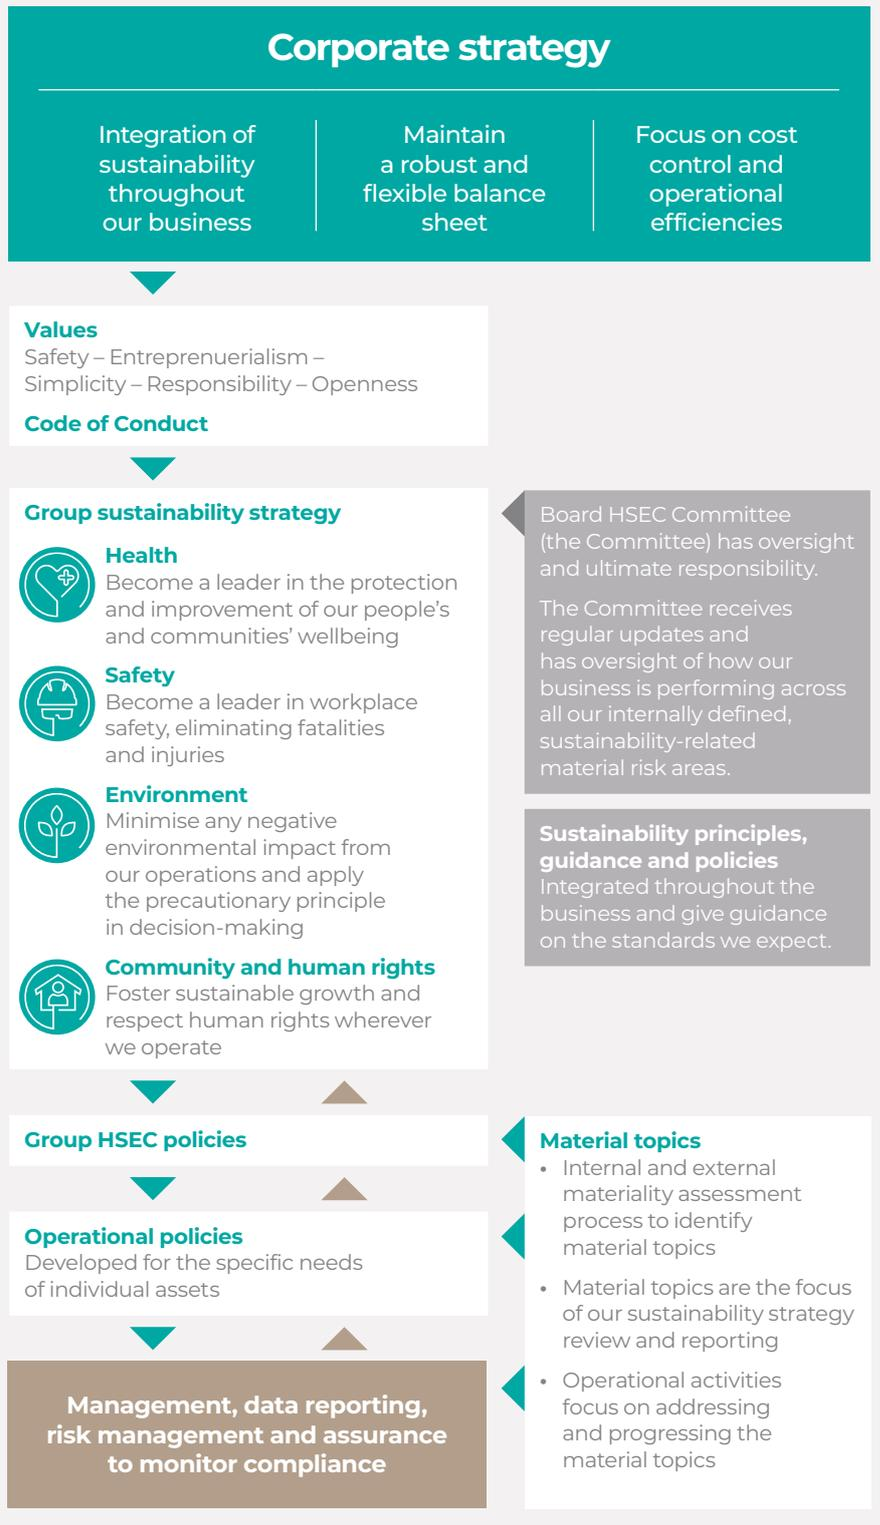 Corporate strategy
Integration of
sustainability
throughout
our business
Maintain
a robust and
flexible balance
sheet
Focus on cost
control and
operational
efficiencies
Values
Safety – Entreprenuerialism –
Simplicity – Responsibility – Openness
Code of Conduct
Group sustainability strategy
Health
Become a leader in the protection
and improvement of our people’s
and communities’ wellbeing
Safety
Become a leader in workplace
safety, eliminating fatalities
and injuries
Environment
Minimise any negative
environmental impact from
our operations and apply
the precautionary principle
in decision-making
Community and human rights
Foster sustainable growth and
respect human rights wherever
we operate
Board HSEC Committee
(the Committee) has oversight
and ultimate responsibility.
The Committee receives
regular updates and
has oversight of how our
business is performing across
all our internally defined,
sustainability-related
material risk areas.
Sustainability principles,
guidance and policies
Integrated throughout the
business and give guidance
on the standards we expect.
Group HSEC policies
Operational policies
Developed for the specific needs
of individual assets
Management, data reporting,
risk management and assurance
to monitor compliance
Material topics
• Internal and external
materiality assessment
process to identify
material topics
• Material topics are the focus
of our sustainability strategy
review and reporting
• Operational activities
focus on addressing
and progressing the
material topics